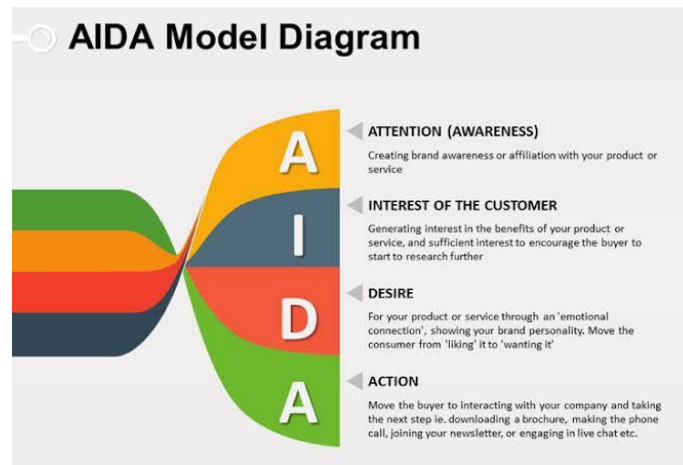 AIDA Model Diagram
A
ATTENTION (AWARENESS)
Creating brand awareness or affiliation with your product or
service
I
INTEREST OF THE CUSTOMER
Generating interest in the benefits of your product or
service, and sufficient interest to encourage the buyer to
start to research further
D
DESIRE
For your product or service through an 'emotional
connection', showing your brand personality. Move the
consumer from 'liking' it to 'wanting it'
A
ACTION
Move the buyer to interacting with your company and taking
the next step ie. downloading a brochure, making the phone
call, joining your newsletter, or engaging in live chat etc.